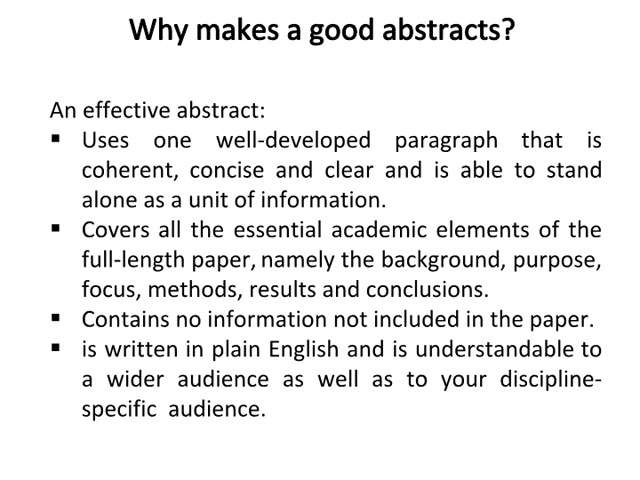 Why makes a good abstracts?
An effective abstract:
▪ Uses one well-developed paragraph that is
coherent, concise and clear and is able to stand
alone as a unit of information.
▪ Covers all the essential academic elements of the
full-length paper, namely the background, purpose,
focus, methods, results and conclusions.
▪ Contains no information not included in the paper.
▪ is written in plain English and is understandable to
a wider audience as well as to your discipline-
specific audience.